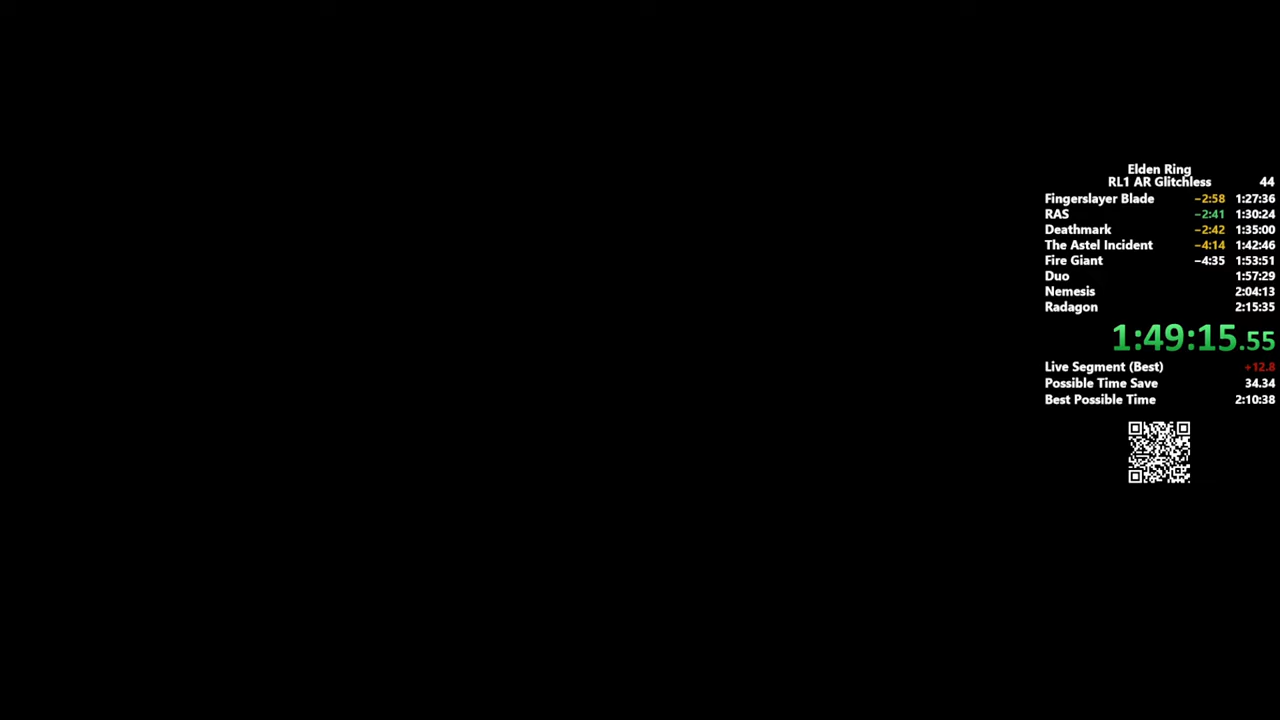 Elden Ring
RL1 AR Glitchless 44
Fingerslayer Blade −2:58 1:27:36
RAS −2:41 1:30:24
Deathmark −2:42 1:35:00
The Astel Incident −4:14 1:42:46
Fire Giant −4:35 1:53:51
Duo 1:57:29
Nemesis 2:04:13
Radagon 2:15:35
1:49:15.55
Live Segment (Best) +12.8
Possible Time Save 34.34
Best Possible Time 2:10:38